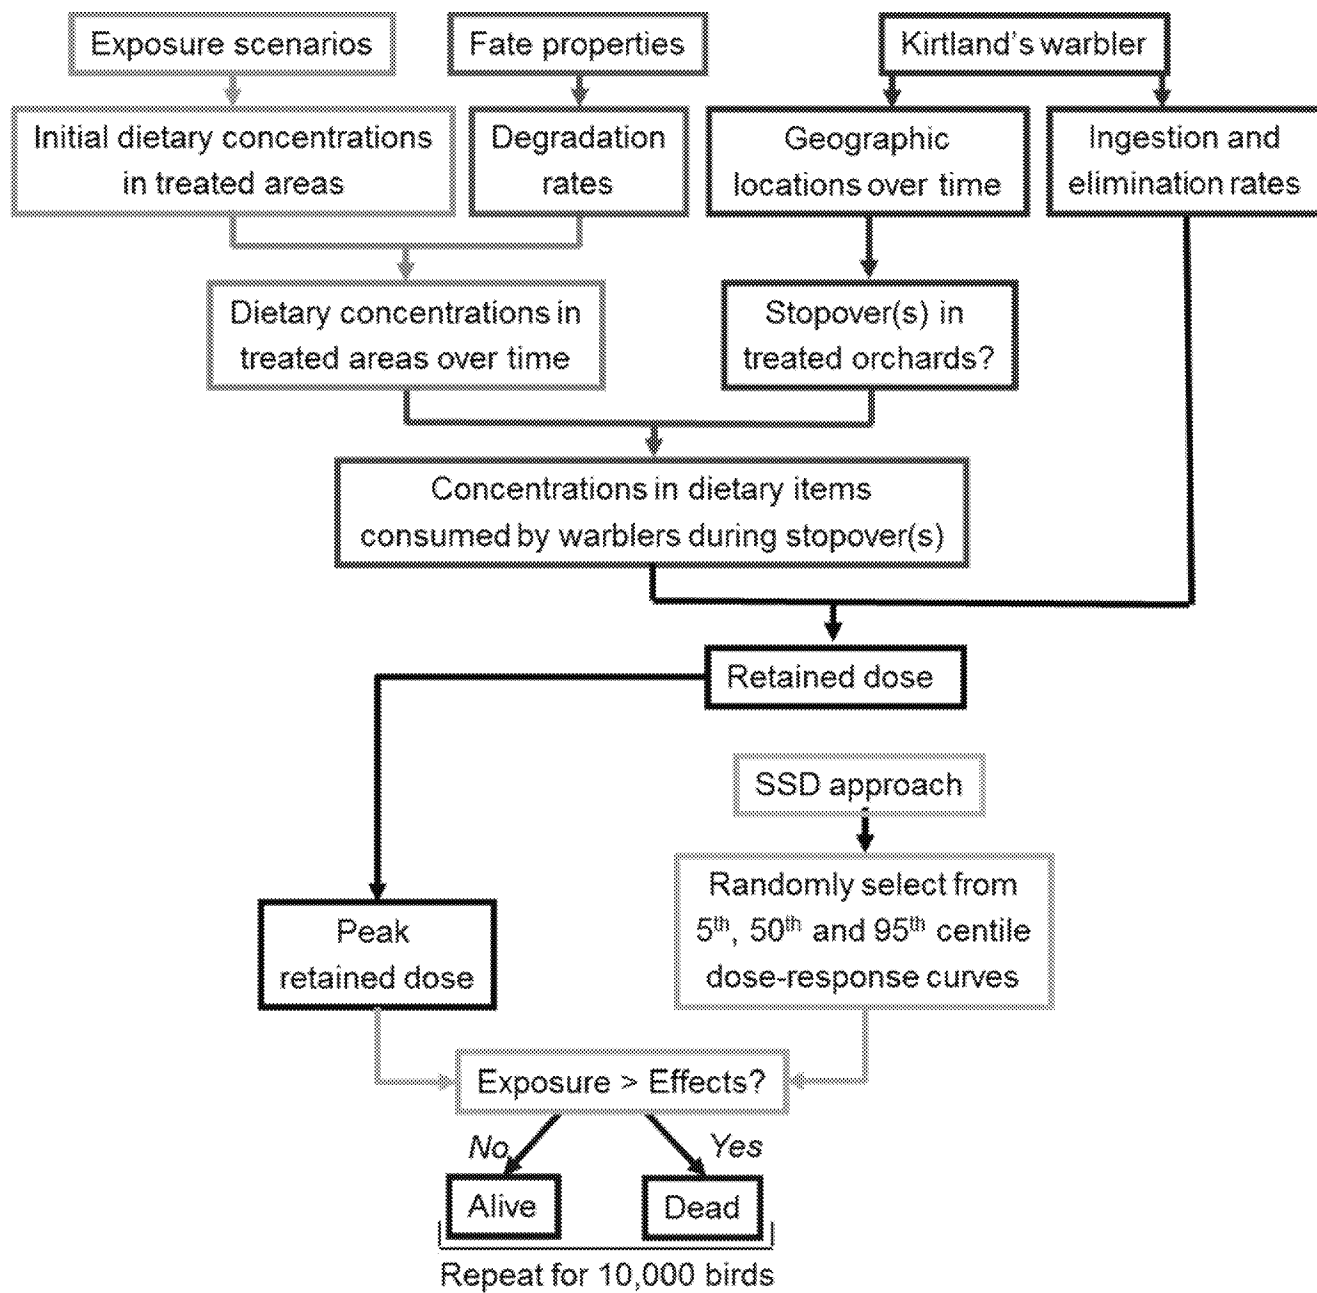 Exposure scenarios
Fate properties
Kirtland's warbler
Initial dietary concentrations
in treated areas
Degradation
rates
Geographic
locations over time
Ingestion and
elimination rates
Dietary concentrations in
treated areas over time
Stopover(s) in
treated orchards?
Concentrations in dietary items
consumed by warblers during stopover(s)
Retained dose
SSD approach
Randomly select from
5th, 50th and 95th centile
dose-response curves
Peak
retained dose
Exposure > Effects?
No
Yes
Alive
Dead
Repeat for 10,000 birds